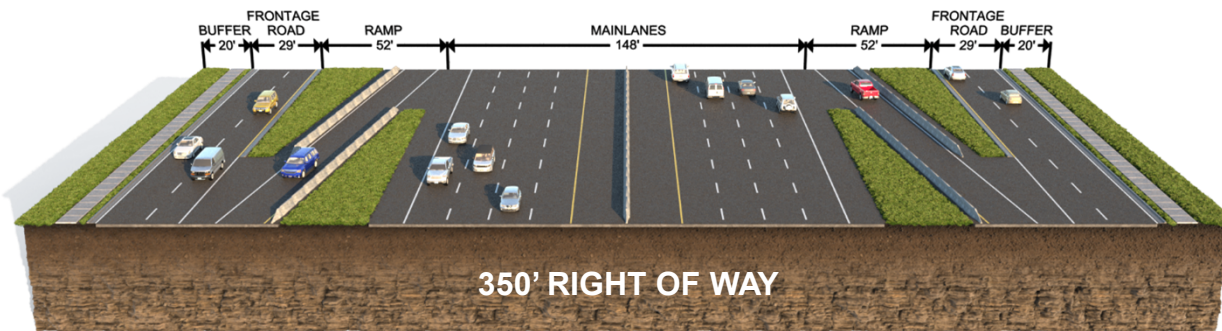 BUFFER
20'
FRONTAGE
ROAD
29'
RAMP
52'
MAINLANES
148'
RAMP
52'
FRONTAGE
ROAD
29'
BUFFER
20'
350’ RIGHT OF WAY